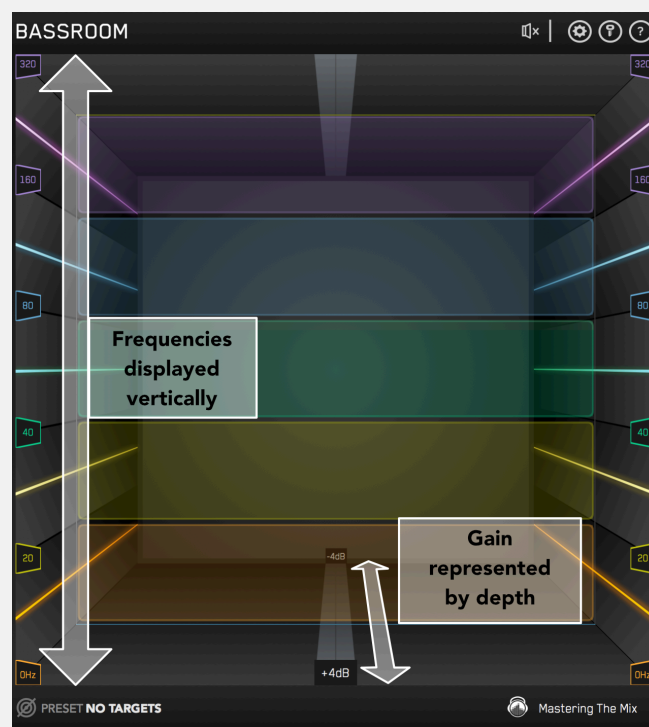 BASSROOM
?
320 320
160 160
80 80
Frequencies
displayed
vertically
40 40
Gain
represented
by depth
-4dB
20 20
+4dB
0Hz 0Hz
PRESET NO TARGETS
Mastering The Mix